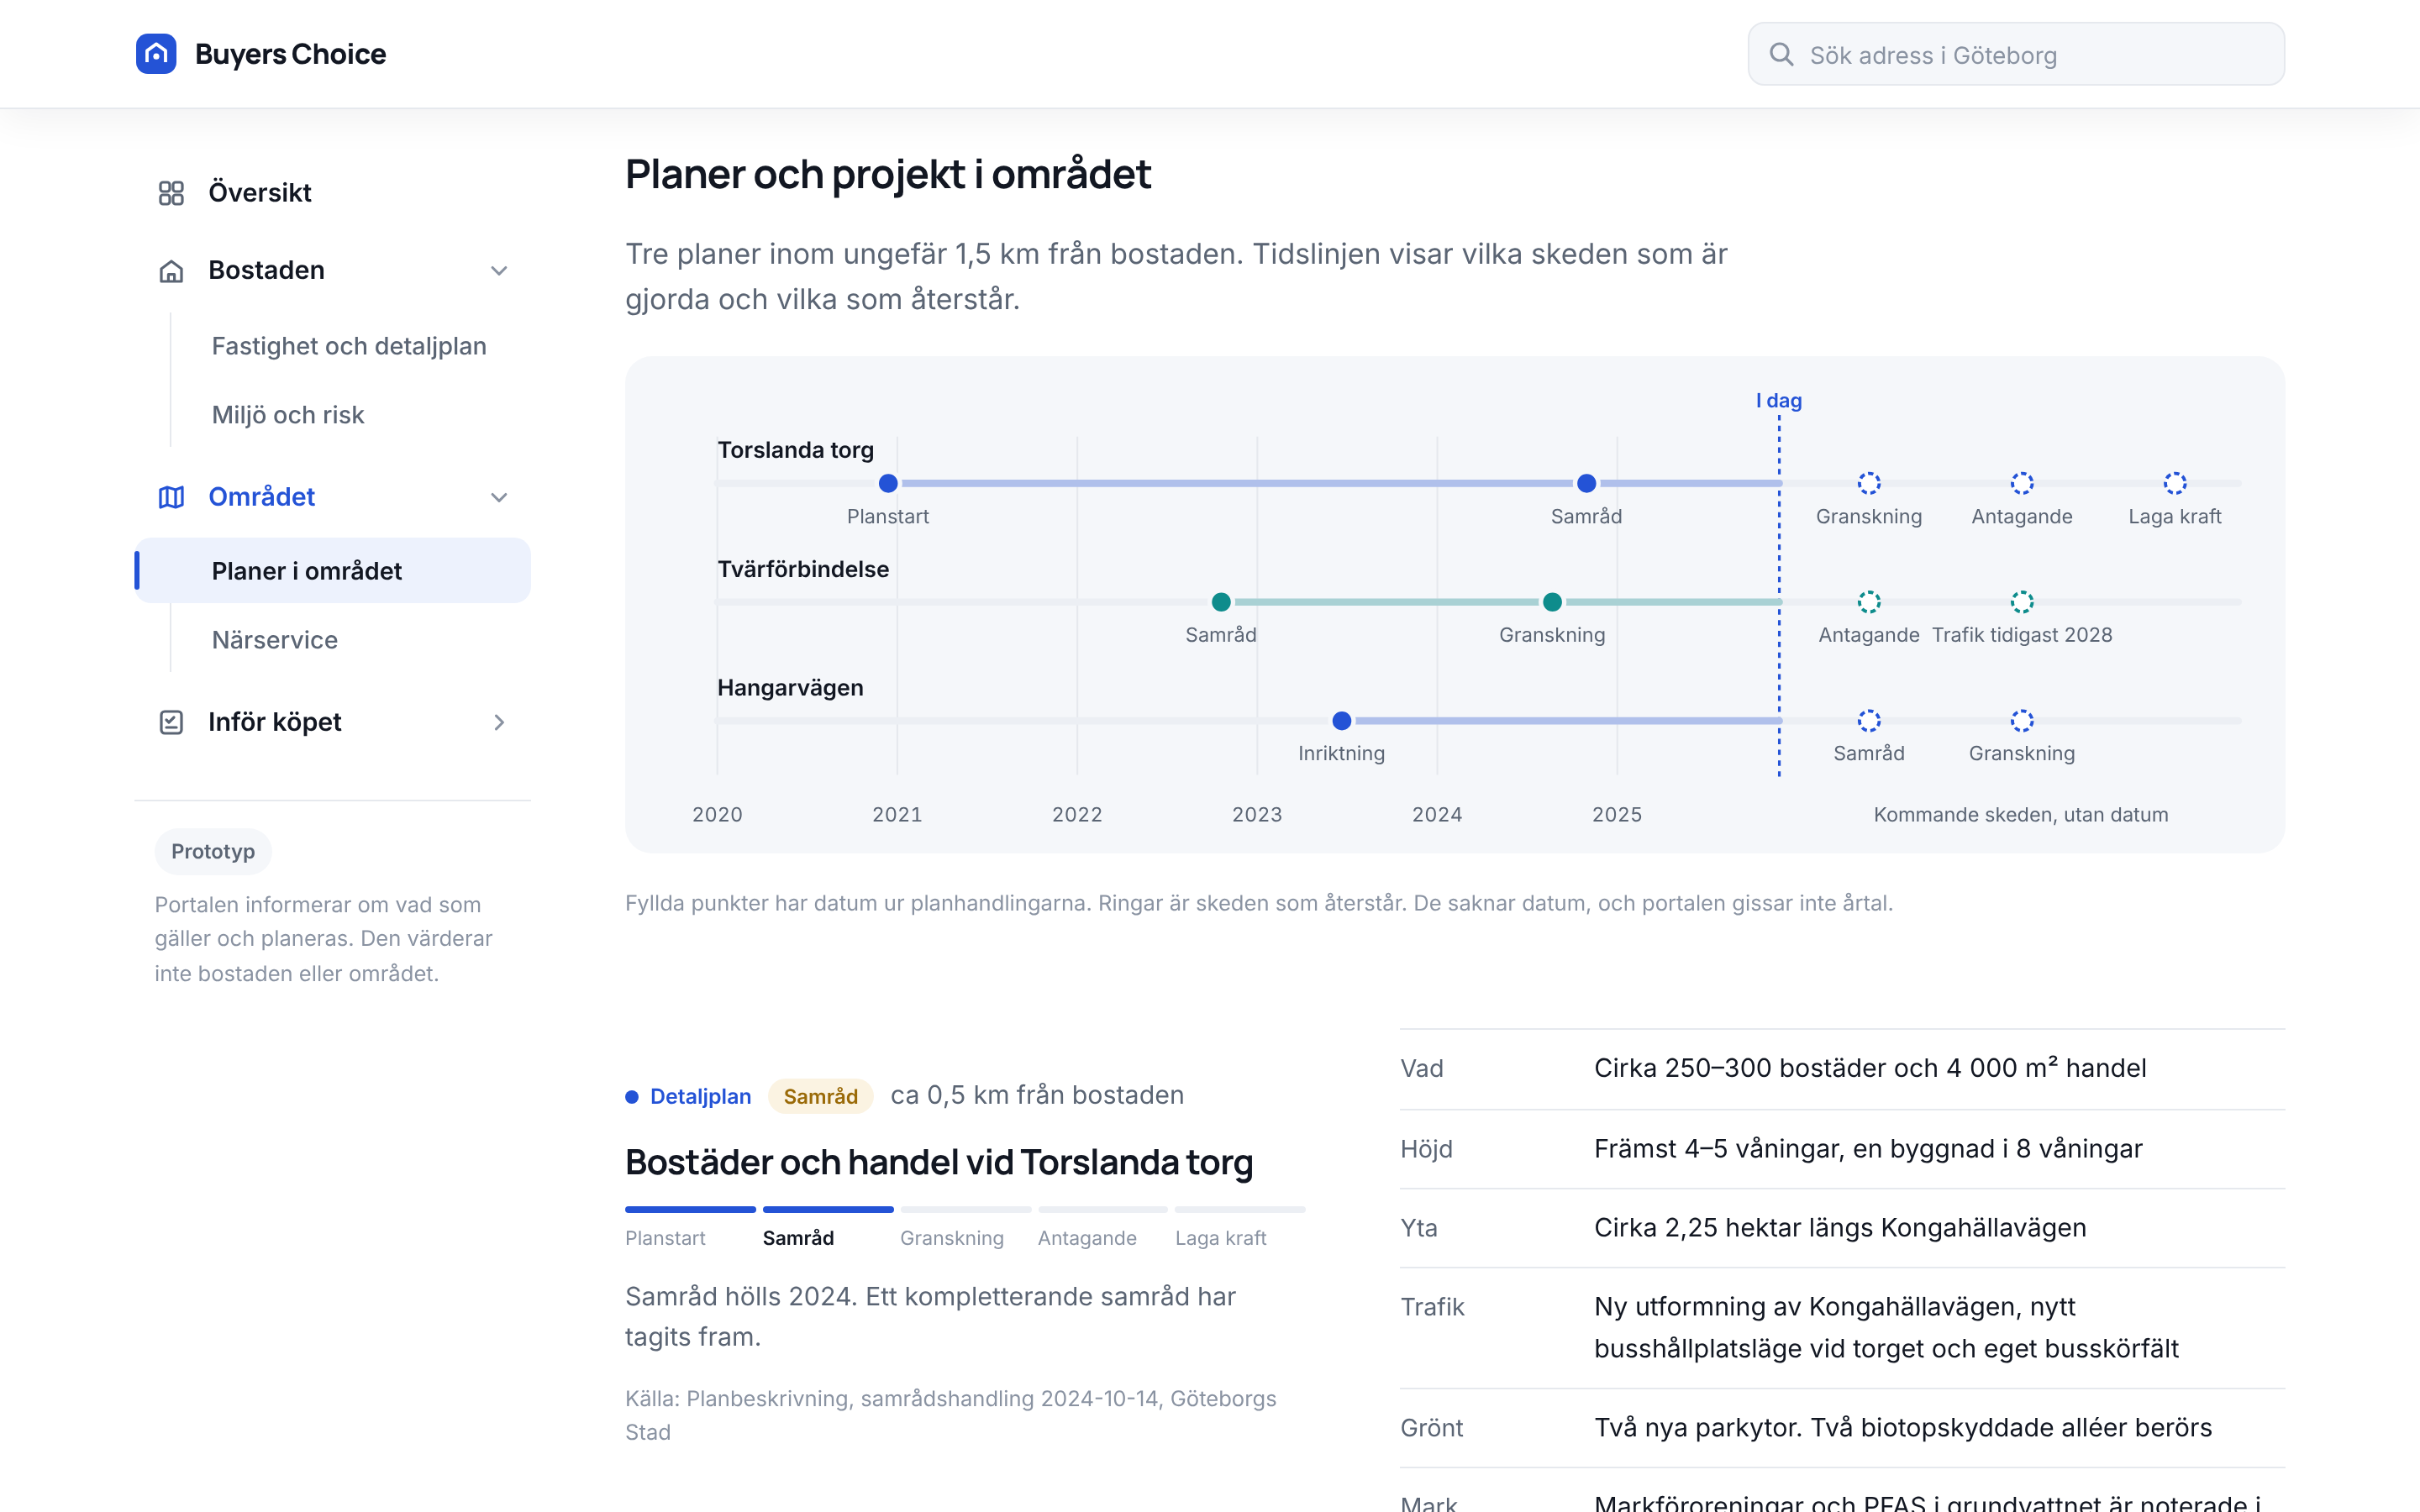 Buyers Choice
Sök adress i Göteborg
Översikt
Bostaden
Fastighet och detaljplan
Miljö och risk
Området
Planer i området
Närservice
Inför köpet
Prototyp
Portalen informerar om vad som
gäller och planeras. Den värderar
inte bostaden eller området.
Planer och projekt i området
Tre planer inom ungefär 1,5 km från bostaden. Tidslinjen visar vilka skeden som är
gjorda och vilka som återstår.
I dag
Torslanda torg
Planstart Samråd Granskning Antagande Laga kraft
Tvärförbindelse
Samråd Granskning Antagande Trafik tidigast 2028
Hangarvägen
Inriktning Samråd Granskning
2020 2021 2022 2023 2024 2025 Kommande skeden, utan datum
Fyllda punkter har datum ur planhandlingarna. Ringar är skeden som återstår. De saknar datum, och portalen gissar inte årtal.
Detaljplan Samråd ca 0,5 km från bostaden
Bostäder och handel vid Torslanda torg
Planstart Samråd Granskning Antagande Laga kraft
Samråd hölls 2024. Ett kompletterande samråd har
tagits fram.
Källa: Planbeskrivning, samrådshandling 2024-10-14, Göteborgs
Stad
Vad Cirka 250–300 bostäder och 4 000 m² handel
Höjd Främst 4–5 våningar, en byggnad i 8 våningar
Yta Cirka 2,25 hektar längs Kongahällavägen
Trafik Ny utformning av Kongahällavägen, nytt
busshållplatsläge vid torget och eget busskörfält
Grönt Två nya parkytor. Två biotopskyddade alléer berörs
Mark Markföroreningar och PFAS i grundvattnet är noterade i